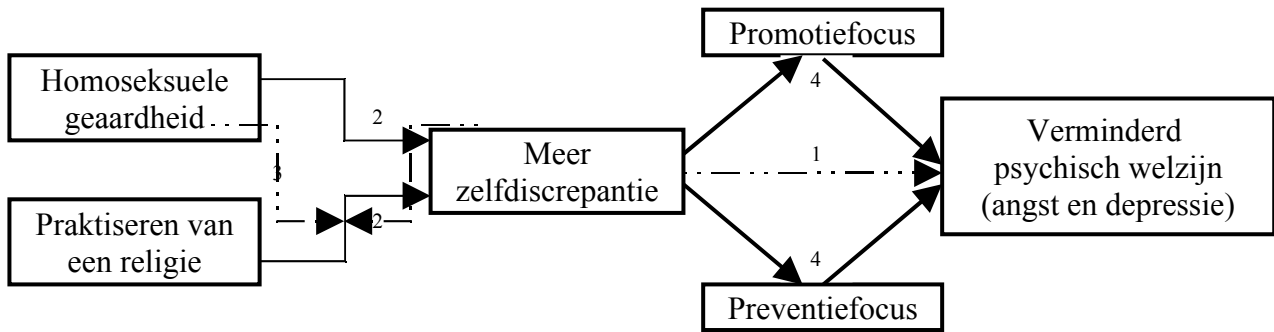 Promotiefocus
Homoseksuele
geaardheid
4
2
Verminderd
psychisch welzijn
(angst en depressie)
Meer
zelfdiscrepantie
1
3
2
Praktiseren van
een religie
4
Preventiefocus